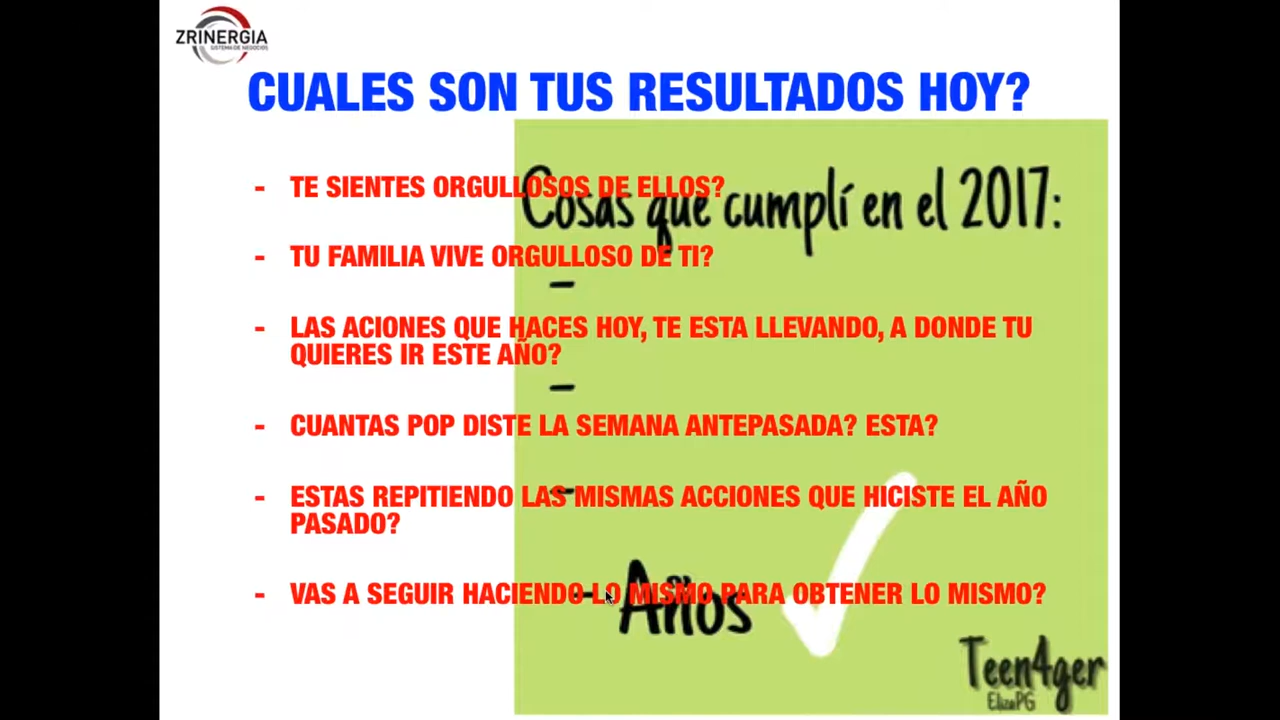 ZRINERGIA
SISTEMA DE NEGOCIOS
CUALES SON TUS RESULTADOS HOY?
- TE SIENTES ORGULLOSOS DE ELLOS?
Cosas que cumplí en el 2017:
- TU FAMILIA VIVE ORGULLOSO DE TI?
-
- LAS ACIONES QUE HACES HOY, TE ESTA LLEVANDO, A DONDE TU
QUIERES IR ESTE AÑO?
-
- CUANTAS POP DISTE LA SEMANA ANTEPASADA? ESTA?
- ESTAS REPITIENDO LAS MISMAS ACCIONES QUE HICISTE EL AÑO
PASADO?
-
- VAS A SEGUIR HACIENDO LO MISMO PARA OBTENER LO MISMO?
- Años
Teen4ger
ElizaPG